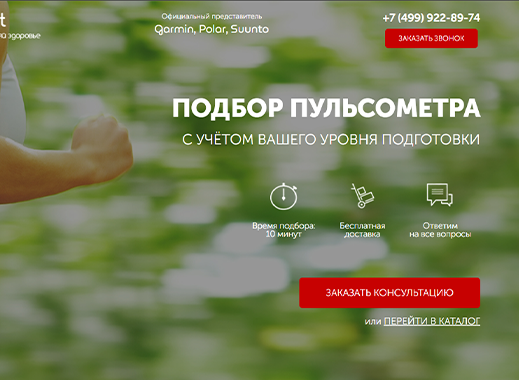 t
Официальный представитель
Garmin, Polar, Suunto
+7 (499) 922-89-74
ЗАКАЗАТЬ ЗВОНОК
здоровье
ПОДБОР ПУЛЬСОМЕТРА
С УЧЁТОМ ВАШЕГО УРОВНЯ ПОДГОТОВКИ
Время подбора:
10 минут
Бесплатная
доставка
Ответим
на все вопросы
ЗАКАЗАТЬ КОНСУЛЬТАЦИЮ
или ПЕРЕЙТИ В КАТАЛОГ